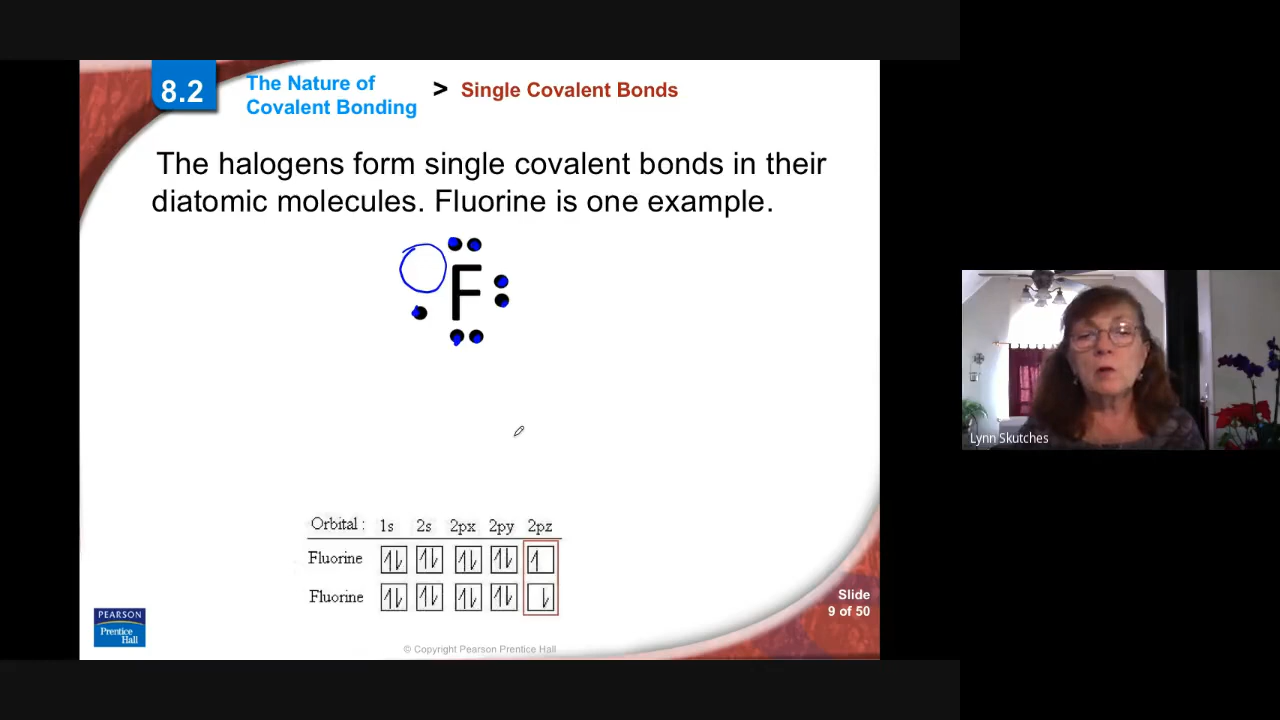 8.2
The Nature of
Covalent Bonding
> Single Covalent Bonds
The halogens form single covalent bonds in their
diatomic molecules. Fluorine is one example.
F
Orbital : 1s 2s 2px 2py 2pz
Fluorine
Fluorine
Slide
9 of 50
PEARSON
Prentice
Hall
© Copyright Pearson Prentice Hall
Lynn Skutches